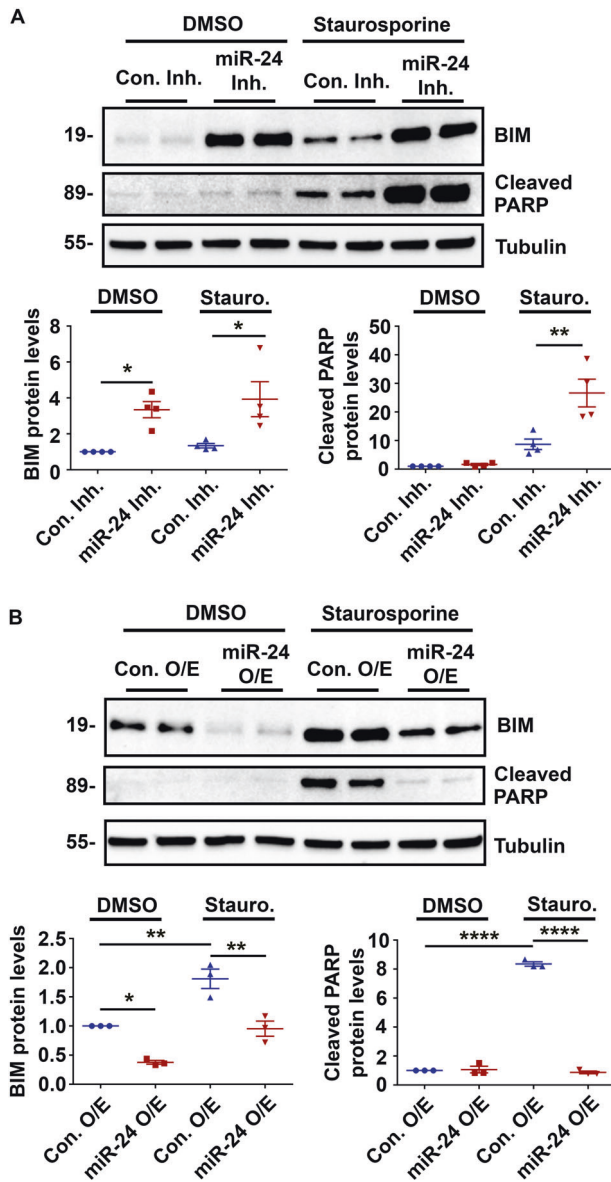 A
DMSO Staurosporine
Con. Inh. miR-24 Inh. Con. Inh. miR-24 Inh.
19- BIM
89- Cleaved PARP
55- Tubulin
DMSO Stauro.
BIM protein levels
8
6
4
2
0
* *
Con. Inh. miR-24 Inh. Con. Inh. miR-24 Inh.
DMSO Stauro.
Cleaved PARP protein levels
50
40
30
20
10
0
**
Con. Inh. miR-24 Inh. Con. Inh. miR-24 Inh.
B
DMSO Staurosporine
Con. O/E miR-24 O/E Con. O/E miR-24 O/E
19- BIM
89- Cleaved PARP
55- Tubulin
DMSO Stauro.
BIM protein levels
2.5
2.0
1.5
1.0
0.5
0.0
** **
*
Con. O/E miR-24 O/E Con. O/E miR-24 O/E
DMSO Stauro.
Cleaved PARP protein levels
10
8
6
4
2
0
**** ****
Con. O/E miR-24 O/E Con. O/E miR-24 O/E